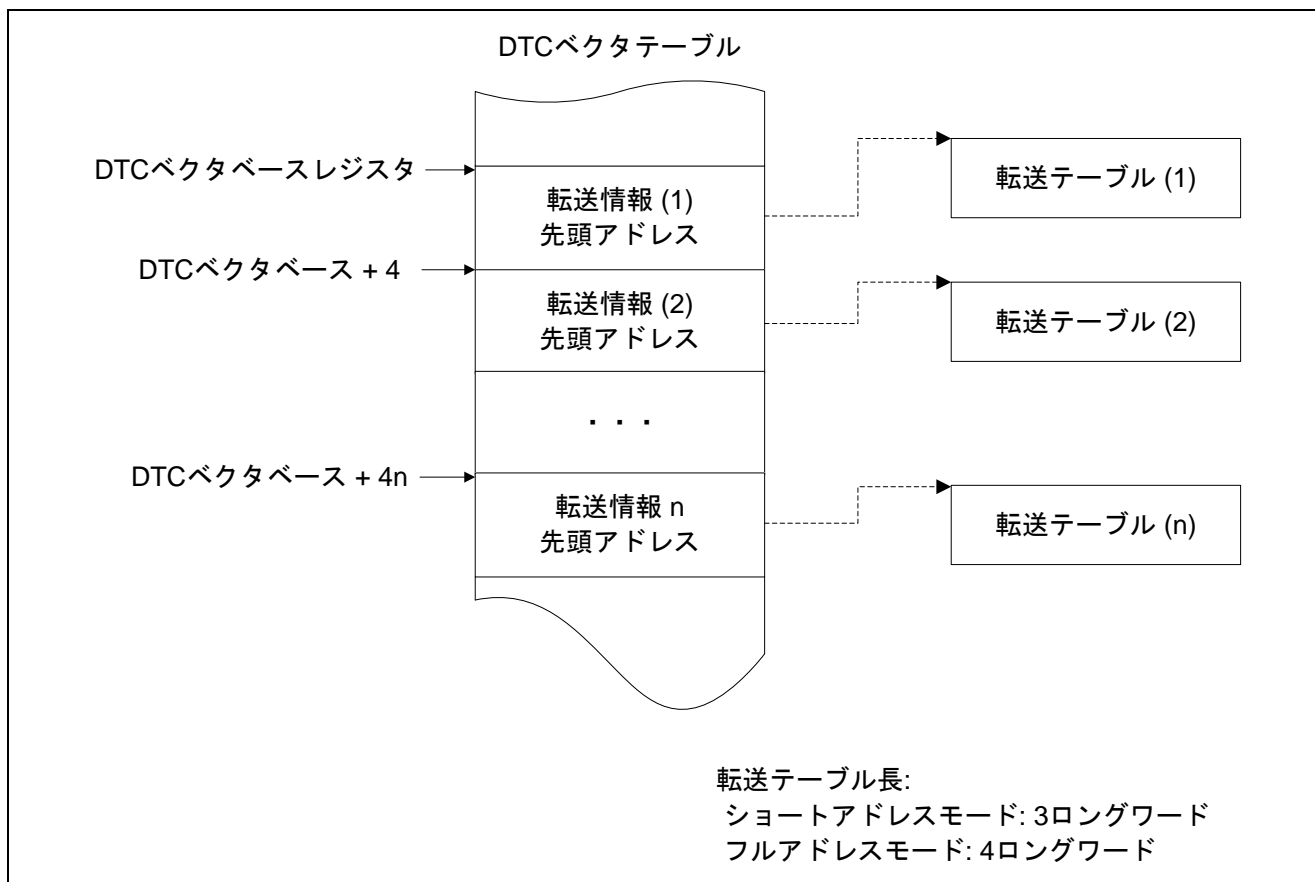 DTCベクタテーブル
DTCベクタベースレジスタ
転送情報 (1)
先頭アドレス
転送テーブル (1)
DTCベクタベース + 4
転送情報 (2)
先頭アドレス
転送テーブル (2)
・・・
DTCベクタベース + 4n
転送情報 n
先頭アドレス
転送テーブル (n)
転送テーブル長:
ショートアドレスモード: 3ロングワード
フルアドレスモード: 4ロングワード